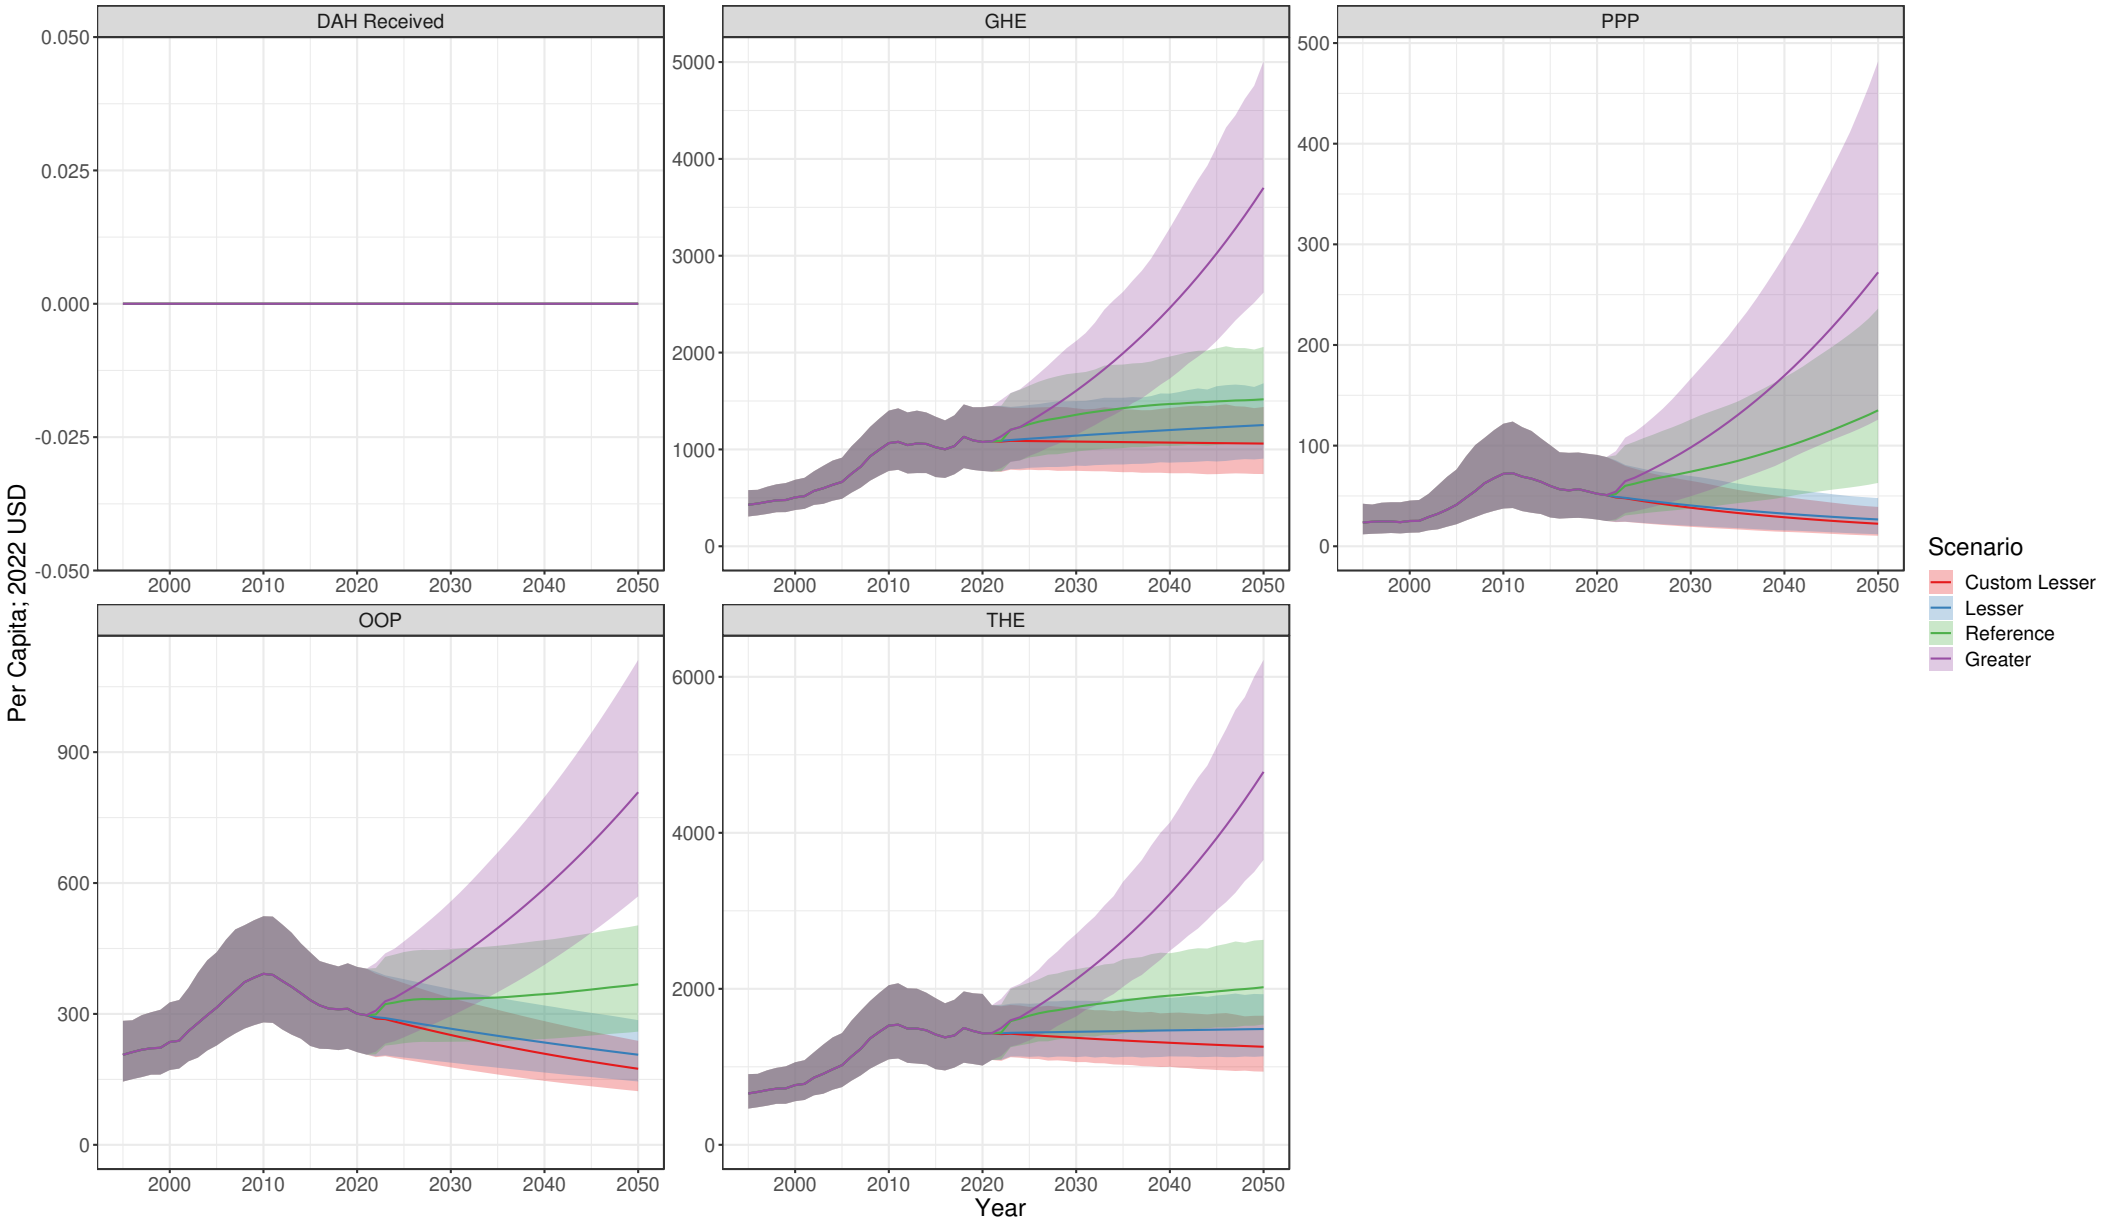 Per Capita; 2022 USD
DAH Received
0.050
0.025
0.000
-0.025
-0.050
2000 2010 2020 2030 2040 2050
GHE
5000
4000
3000
2000
1000
0
2000 2010 2020 2030 2040 2050
PPP
500
400
300
200
100
0
2000 2010 2020 2030 2040 2050
OOP
900
600
300
0
2000 2010 2020 2030 2040 2050
THE
6000
4000
2000
0
2000 2010 2020 2030 2040 2050
Year
Scenario
Custom Lesser
Lesser
Reference
Greater